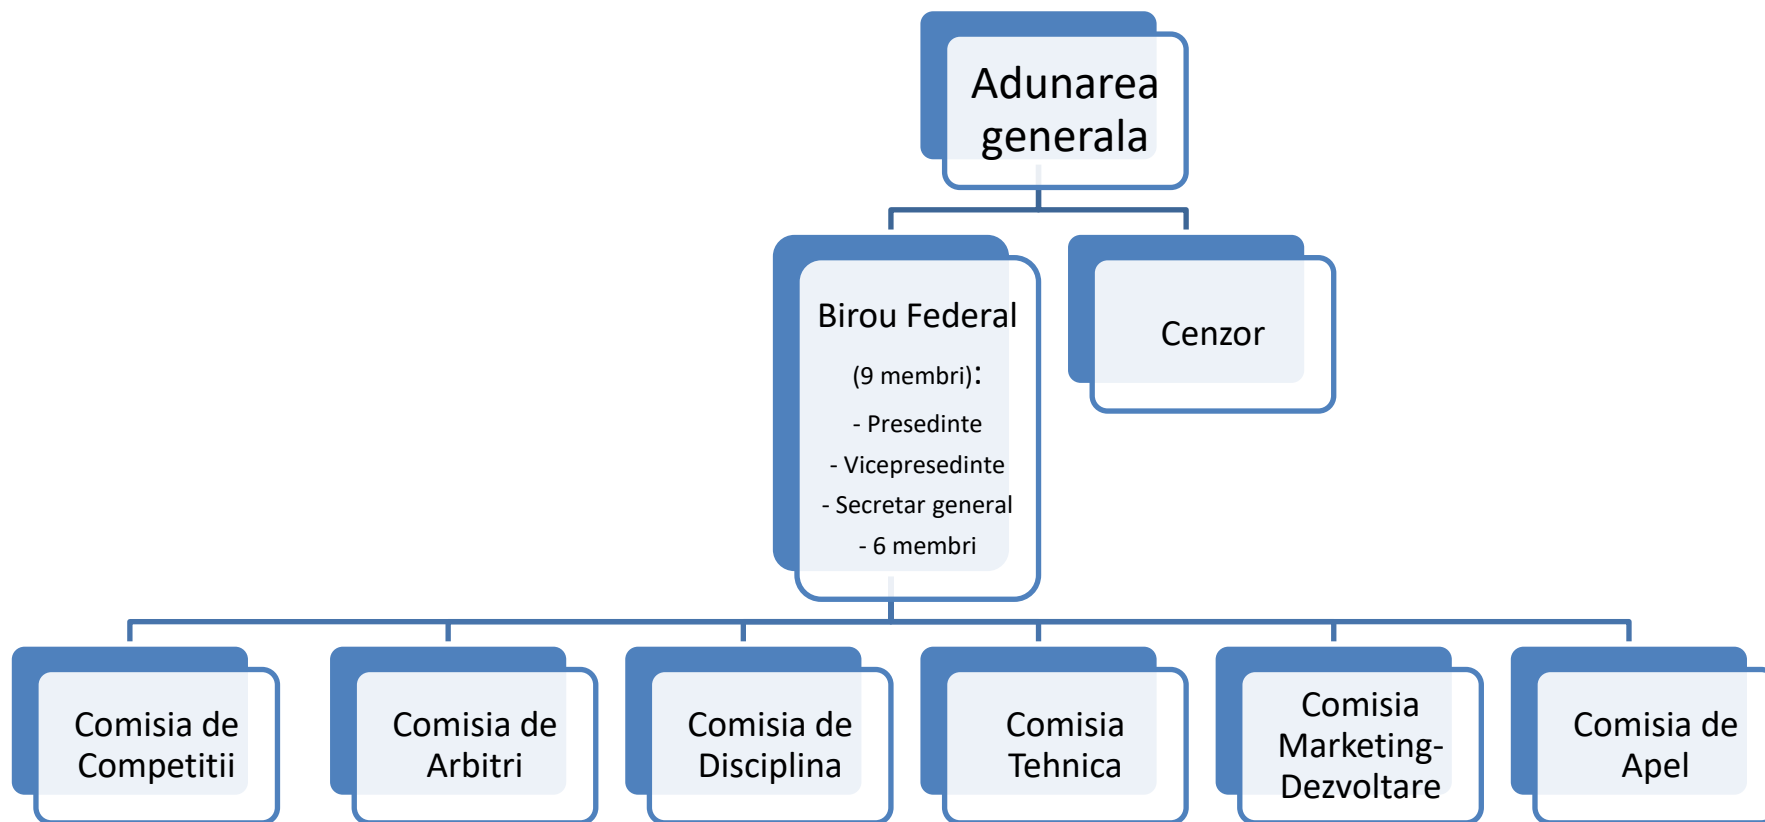 Adunarea
generala
Birou Federal
(9 membri):
- Presedinte
- Vicepresedinte
- Secretar general
- 6 membri
Cenzor
Comisia de
Competitii
Comisia de
Arbitri
Comisia de
Disciplina
Comisia
Tehnica
Comisia
Marketing-
Dezvoltare
Comisia de
Apel